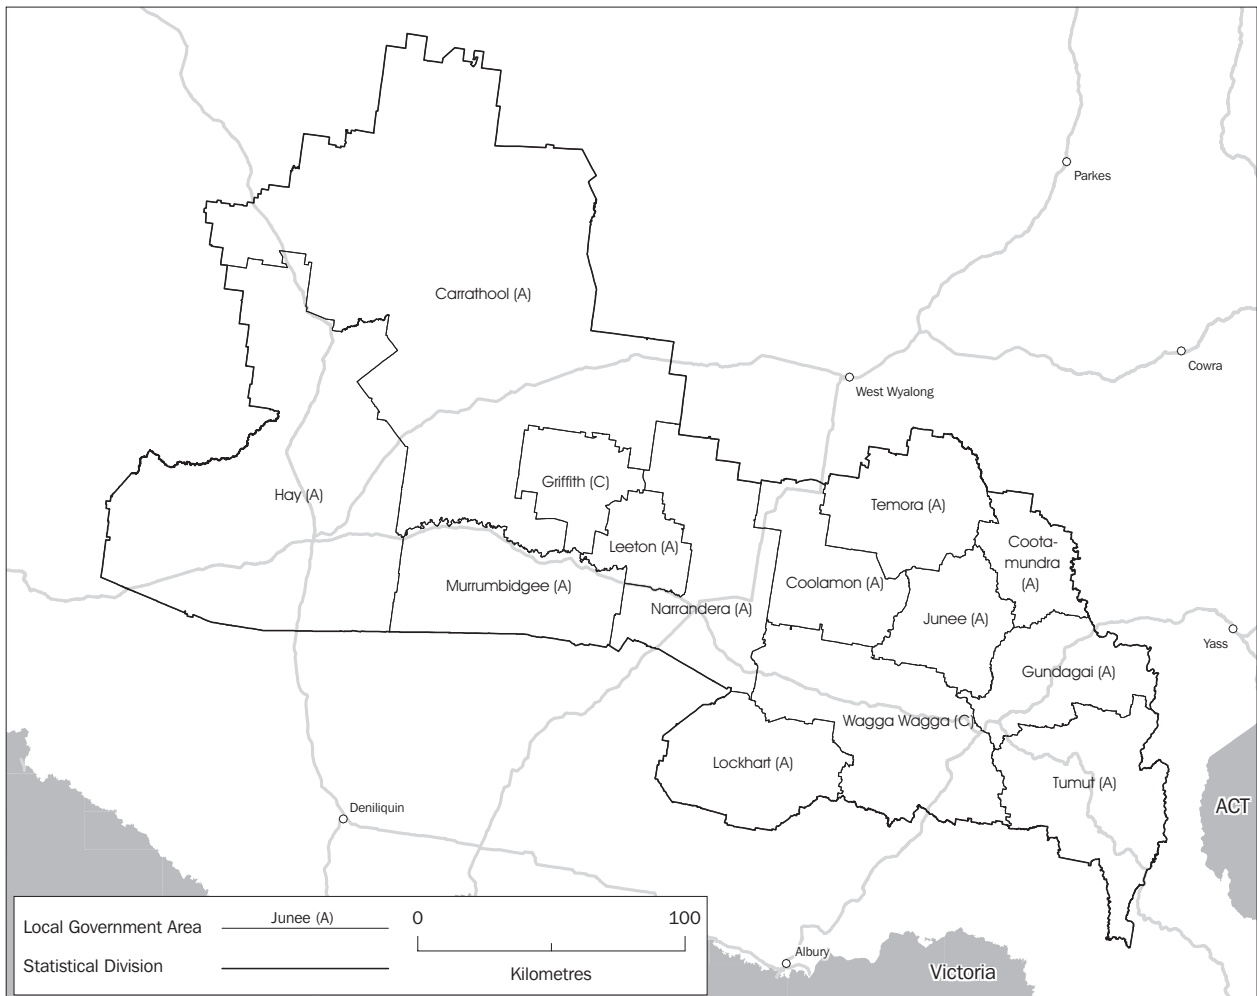 Parkes
Carrathool (A)
Cowra
West Wyalong
Griffith (C)
Hay (A)
Temora (A)
Leeton (A)
Coota-
mundra
(A)
Murrumbidgee (A)
Coolamon (A)
Narrandera (A)
Junee (A)
Yass
Gundagai (A)
Wagga Wagga (C)
Lockhart (A)
Tumut (A)
Deniliquin
ACT
Local Government Area
Junee (A)
0
100
Statistical Division
Kilometres
Albury
Victoria